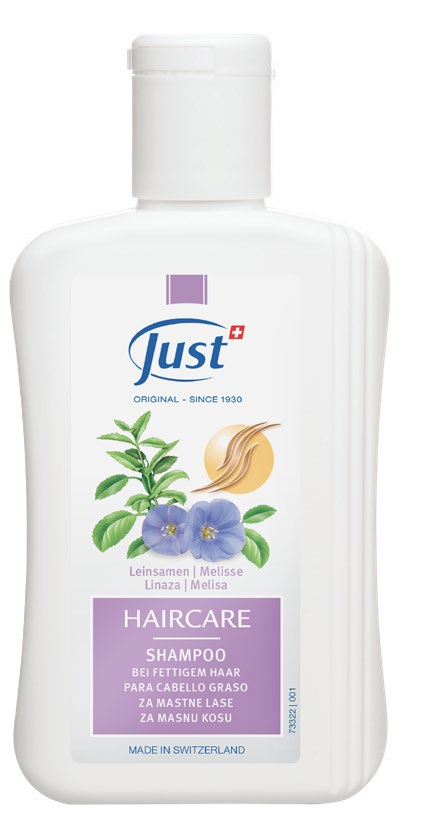 Just
ORIGINAL - SINCE 1930
Leinsamen | Melisse
Linaza | Melisa
HAIRCARE
SHAMPOO
BEI FETTIGEM HAAR
PARA CABELLO GRASO
ZA MASTNE LASE
ZA MASNU KOSU
73322 | 001
MADE IN SWITZERLAND